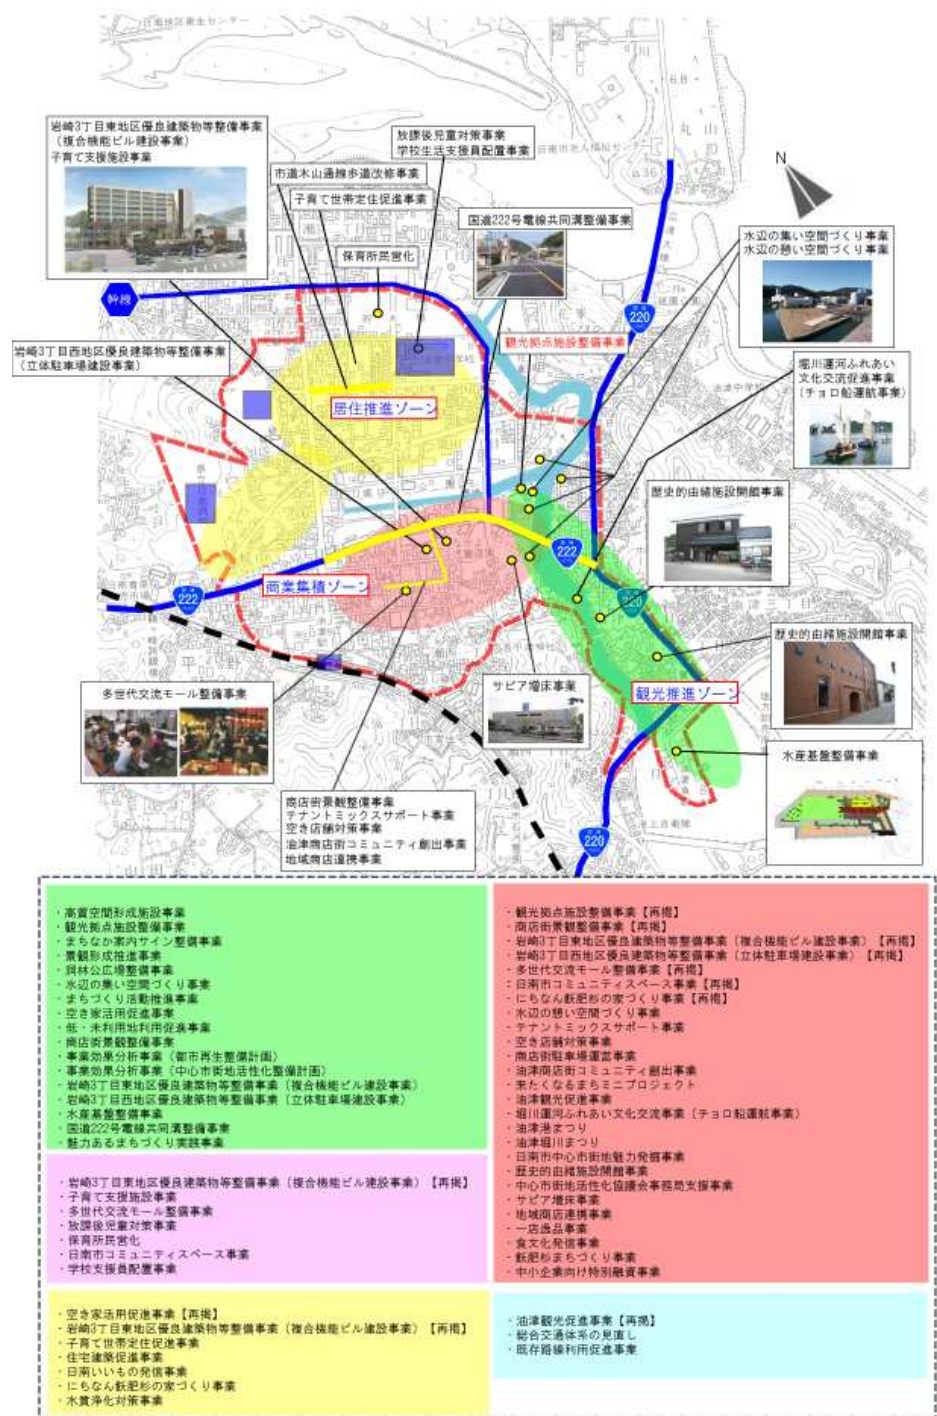 日南地区衛生センター
岩崎3丁目東地区優良建築物等整備事業
(複合機能ビル建設事業)
子育て支援施設事業
放課後児童対策事業
学校生活支援員配置事業
市道木山通線歩道改修事業
子育て世帯定住促進事業
国道222号電線共同溝整備事業
N
水辺の集い空間づくり事業
水辺の憩い空間づくり事業
保育所民営化
幹線
220
岩崎3丁目西地区優良建築物等整備事業
(立体駐車場建設事業)
観光拠点施設整備事業
堀川運河ふれあい
文化交流促進事業
(チョロ船運航事業)
居住推進ゾーン
歴史的由緒施設開館事業
222
商業集積ゾーン
222
220
歴史的由緒施設開館事業
多世代交流モール整備事業
サピア増床事業
観光推進ゾーン
水産基盤整備事業
商店街景観整備事業
テナントミックスサポート事業
空き店舗対策事業
油津商店街コミュニティ創出事業
地域商店連携事業
220
・高質空間形成施設事業
・観光拠点施設整備事業
・まちなか案内サイン整備事業
・景観形成推進事業
・洞林公広場整備事業
・水辺の集い空間づくり事業
・まちづくり活動推進事業
・空き家活用促進事業
・低・未利用地利用促進事業
・商店街景観整備事業
・事業効果分析事業(都市再生整備計画)
・事業効果分析事業(中心市街地活性化整備計画)
・岩崎3丁目東地区優良建築物等整備事業(複合機能ビル建設事業)
・岩崎3丁目西地区優良建築物等整備事業(立体駐車場建設事業)
・水産基盤整備事業
・国道222号電線共同溝整備事業
・魅力あるまちづくり実践事業
・岩崎3丁目東地区優良建築物等整備事業(複合機能ビル建設事業)【再掲】
・子育て支援施設事業
・多世代交流モール整備事業
・放課後児童対策事業
・保育所民営化
・日南市コミュニティスペース事業
・学校支援員配置事業
・空き家活用促進事業【再掲】
・岩崎3丁目東地区優良建築物等整備事業(複合機能ビル建設事業)【再掲】
・子育て世帯定住促進事業
・住宅建築促進事業
・日南いいもの発信事業
・にちなん飫肥杉の家づくり事業
・水質浄化対策事業
・観光拠点施設整備事業【再掲】
・商店街景観整備事業【再掲】
・岩崎3丁目東地区優良建築物等整備事業(複合機能ビル建設事業)【再掲】
・岩崎3丁目西地区優良建築物等整備事業(立体駐車場建設事業)【再掲】
・多世代交流モール整備事業【再掲】
:日南市コミュニティスペース事業【再掲】
・にちなん飫肥杉の家づくり事業【再掲】
・水辺の憩い空間づくり事業
・テナントミックスサポート事業
・空き店舗対策事業
・商店街駐車場運営事業
・油津商店街コミュニティ創出事業
・来たくなるまちミニプロジェクト
・油津観光促進事業
・堀川運河ふれあい文化交流事業(チョロ船運航事業)
・油津港まつり
・油津堀川まつり
・日南市中心市街地魅力発掘事業
・歴史的由緒施設開館事業
・中心市街地活性化協議会事務局支援事業
・サピア増床事業
・地域商店連携事業
・一店逸品事業
・食文化発信事業
・飫肥杉まちづくり事業
・中小企業向け特別融資事業
・油津観光促進事業【再掲】
・総合交通体系の見直し
・既存路線利用促進事業